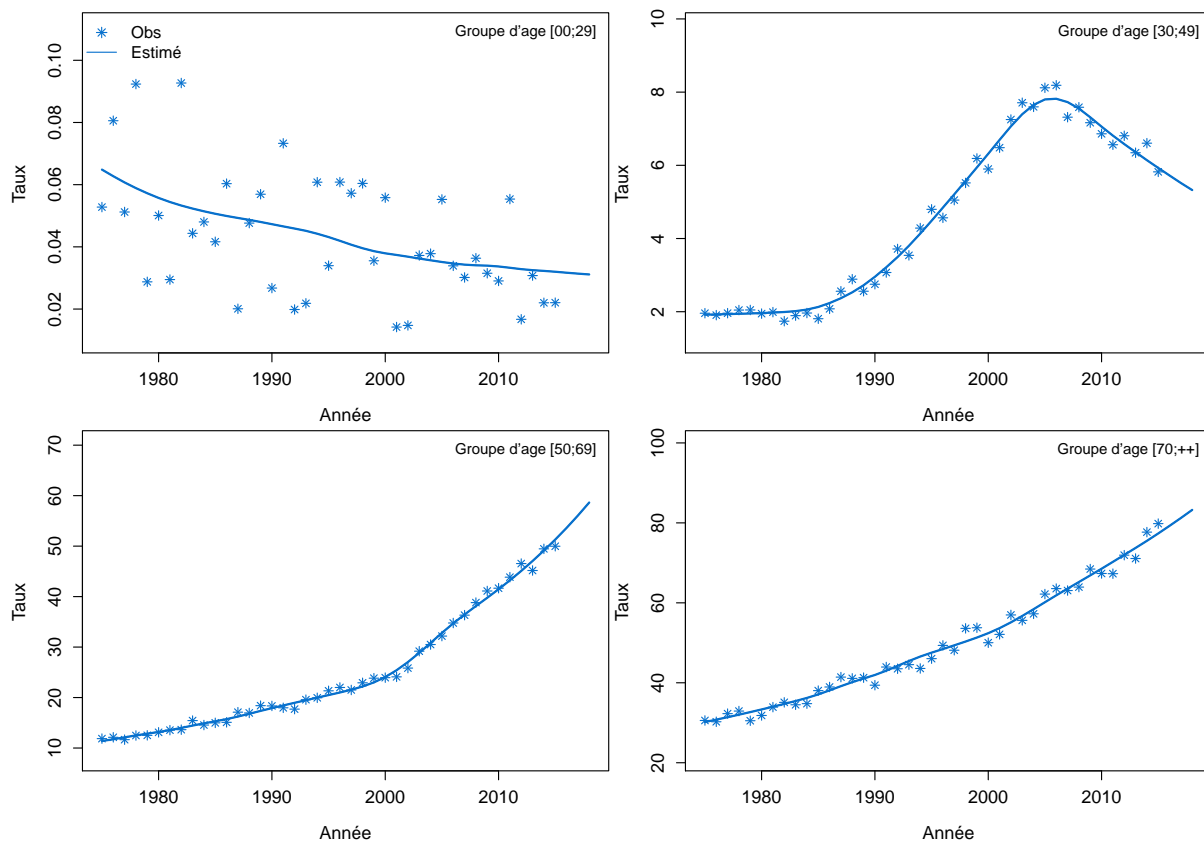 Obs
Estimé
Groupe d'age [00;29]
Taux
0.10
0.08
0.06
0.04
0.02
1980
1990
2000
2010
Année
Groupe d'age [30;49]
Taux
10
8
6
4
2
1980
1990
2000
2010
Année
Groupe d'age [50;69]
Taux
70
60
50
40
30
20
10
1980
1990
2000
2010
Année
Groupe d'age [70;++]
Taux
100
80
60
40
20
1980
1990
2000
2010
Année